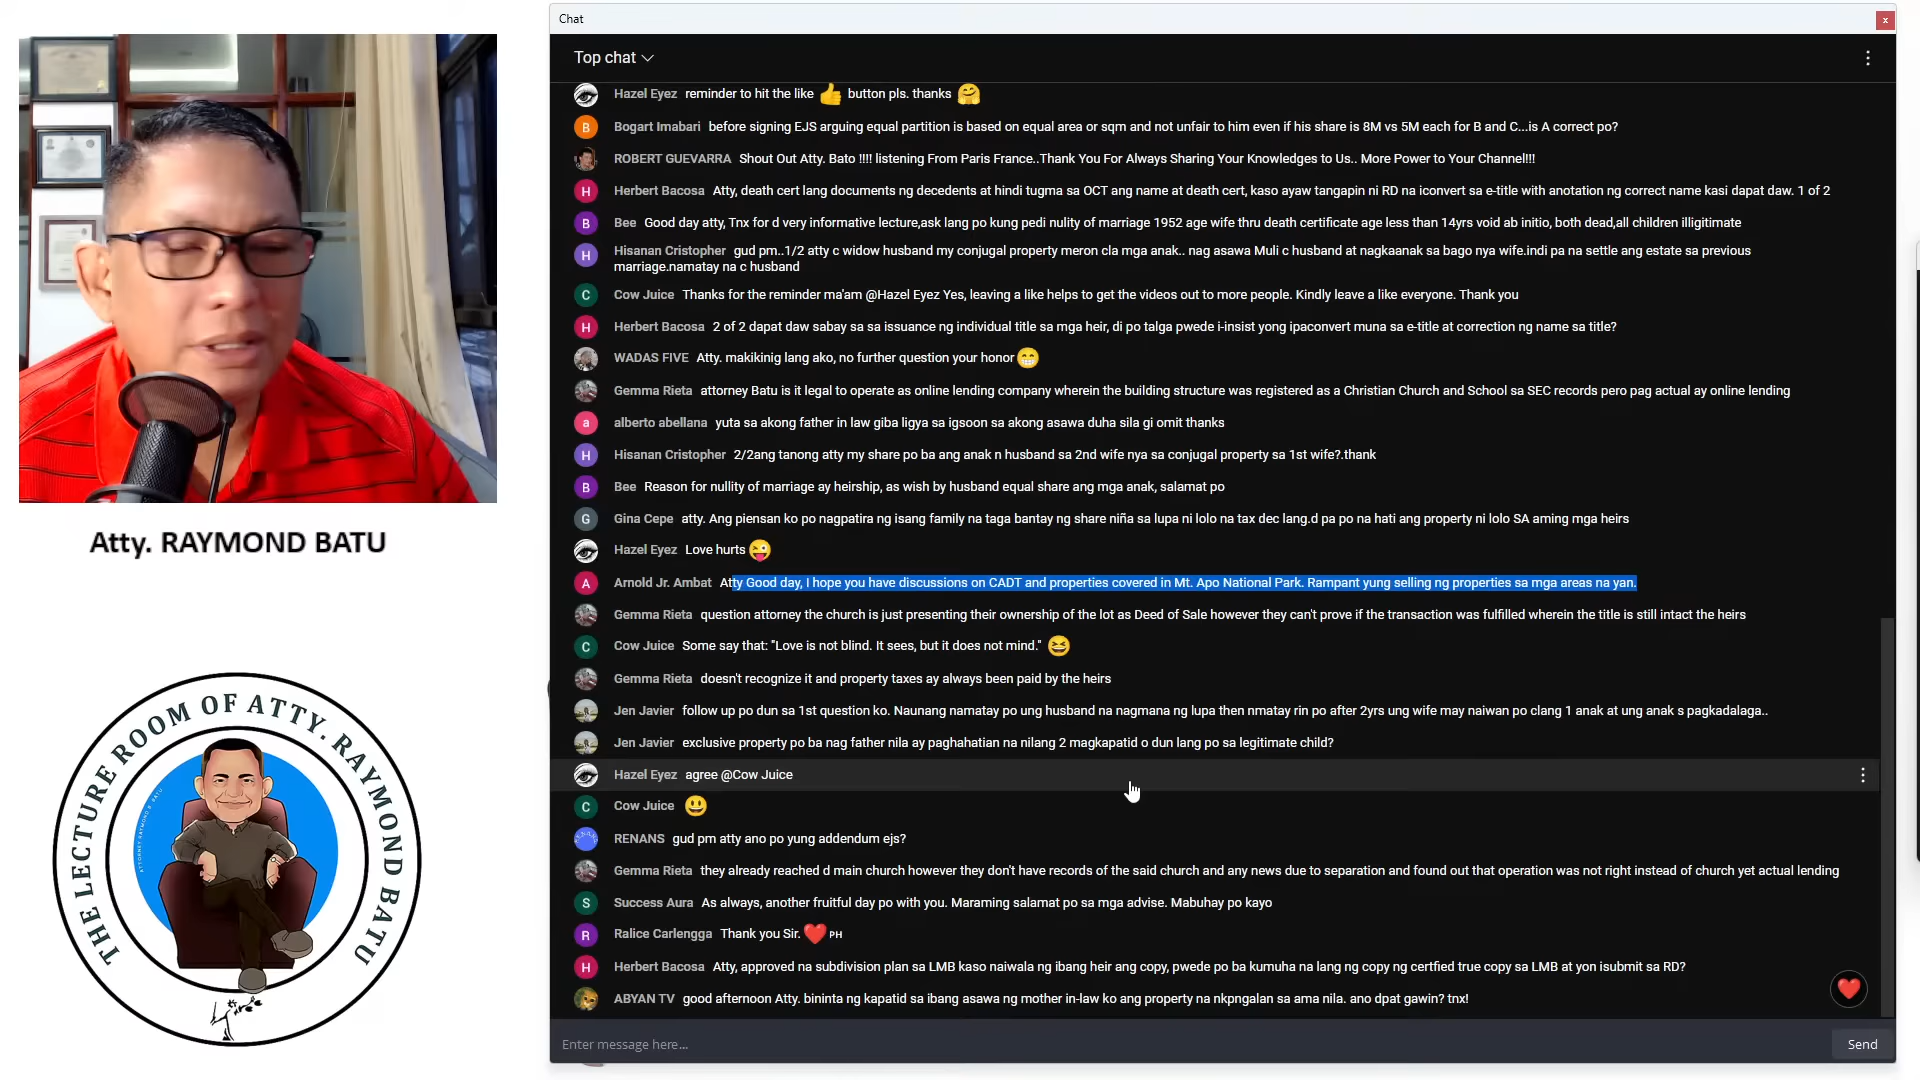 Chat
x
Top chat
Hazel Eyez reminder to hit the like 👍 button pls. thanks 🤗
B Bogart Imabari before signing EJS arguing equal partition is based on equal area or sqm and not unfair to him even if his share is 8M vs 5M each for B and C...is A correct po?
ROBERT GUEVARRA Shout Out Atty. Bato !!!! listening From Paris France..Thank You For Always Sharing Your Knowledges to Us.. More Power to Your Channel!!!
H Herbert Bacosa Atty, death cert lang documents ng decedents at hindi tugma sa OCT ang name at death cert, kaso ayaw tangapin ni RD na iconvert sa e-title with anotation ng correct name kasi dapat daw. 1 of 2
B Bee Good day atty, Tnx for d very informative lecture,ask lang po kung pedi nulity of marriage 1952 age wife thru death certificate age less than 14yrs void ab initio, both dead,all children illigitimate
H Hisanan Cristopher gud pm..1/2 atty c widow husband my conjugal property meron cla mga anak.. nag asawa Muli c husband at nagkaanak sa bago nya wife.indi pa na settle ang estate sa previous
marriage.namatay na c husband
C Cow Juice Thanks for the reminder ma'am @Hazel Eyez Yes, leaving a like helps to get the videos out to more people. Kindly leave a like everyone. Thank you
H Herbert Bacosa 2 of 2 dapat daw sabay sa sa issuance ng individual title sa mga heir, di po talga pwede i-insist yong ipaconvert muna sa e-title at correction ng name sa title?
WADAS FIVE Atty. makikinig lang ako, no further question your honor😁
Gemma Rieta attorney Batu is it legal to operate as online lending company wherein the building structure was registered as a Christian Church and School sa SEC records pero pag actual ay online lending
a alberto abellana yuta sa akong father in law giba ligya sa igsoon sa akong asawa duha sila gi omit thanks
H Hisanan Cristopher 2/2ang tanong atty my share po ba ang anak n husband sa 2nd wife nya sa conjugal property sa 1st wife?.thank
B Bee Reason for nullity of marriage ay heirship, as wish by husband equal share ang mga anak, salamat po
G Gina Cepe atty. Ang piensan ko po nagpatira ng isang family na taga bantay ng share niña sa lupa ni lolo na tax dec lang.d pa po na hati ang property ni lolo SA aming mga heirs
Hazel Eyez Love hurts 😜
A Arnold Jr. Ambat Atty Good day, I hope you have discussions on CADT and properties covered in Mt. Apo National Park. Rampant yung selling ng properties sa mga areas na yan.
Gemma Rieta question attorney the church is just presenting their ownership of the lot as Deed of Sale however they can't prove if the transaction was fulfilled wherein the title is still intact the heirs
C Cow Juice Some say that: "Love is not blind. It sees, but it does not mind." 😆
Gemma Rieta doesn't recognize it and property taxes ay always been paid by the heirs
Jen Javier follow up po dun sa 1st question ko. Naunang namatay po ung husband na nagmana ng lupa then nmatay rin po after 2yrs ung wife may naiwan po clang 1 anak at ung anak s pagkadalaga..
Jen Javier exclusive property po ba nag father nila ay paghahatian na nilang 2 magkapatid o dun lang po sa legitimate child?
Hazel Eyez agree @Cow Juice
C Cow Juice 😃
RENANS gud pm atty ano po yung addendum ejs?
Gemma Rieta they already reached d main church however they don't have records of the said church and any news due to separation and found out that operation was not right instead of church yet actual lending
S Success Aura As always, another fruitful day po with you. Maraming salamat po sa mga advise. Mabuhay po kayo
R Ralice Carlengga Thank you Sir.❤️ PH
H Herbert Bacosa Atty, approved na subdivision plan sa LMB kaso naiwala ng ibang heir ang copy, pwede po ba kumuha na lang ng copy ng certfied true copy sa LMB at yon isubmit sa RD?
ABYAN TV good afternoon Atty. bininta ng kapatid sa ibang asawa ng mother in-law ko ang property na nkpngalan sa ama nila. ano dpat gawin? tnx!
Enter message here...
Send
Atty. RAYMOND BATU
THE LECTURE ROOM OF ATTY. RAYMOND BATU